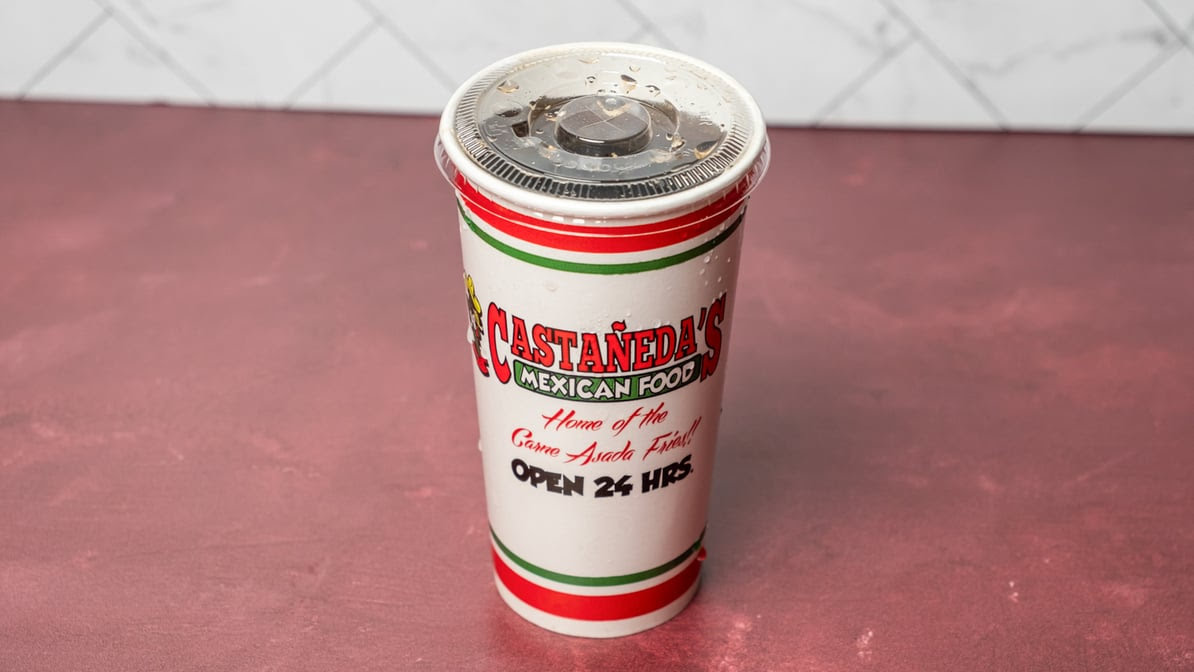 CASTAÑEDA'S
MEXICAN FOOD
Home of the
Carne Asada Fries!!
OPEN 24 HRS.